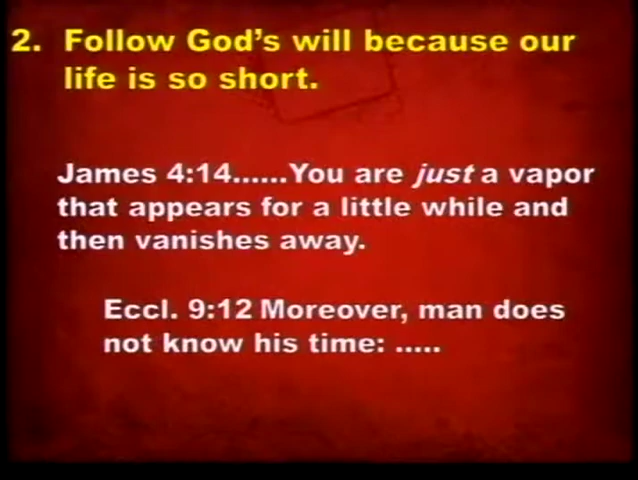 2. Follow God's will because our
life is so short.
James 4:14......You are just a vapor
that appears for a little while and
then vanishes away.
Eccl. 9:12 Moreover, man does
not know his time: .....